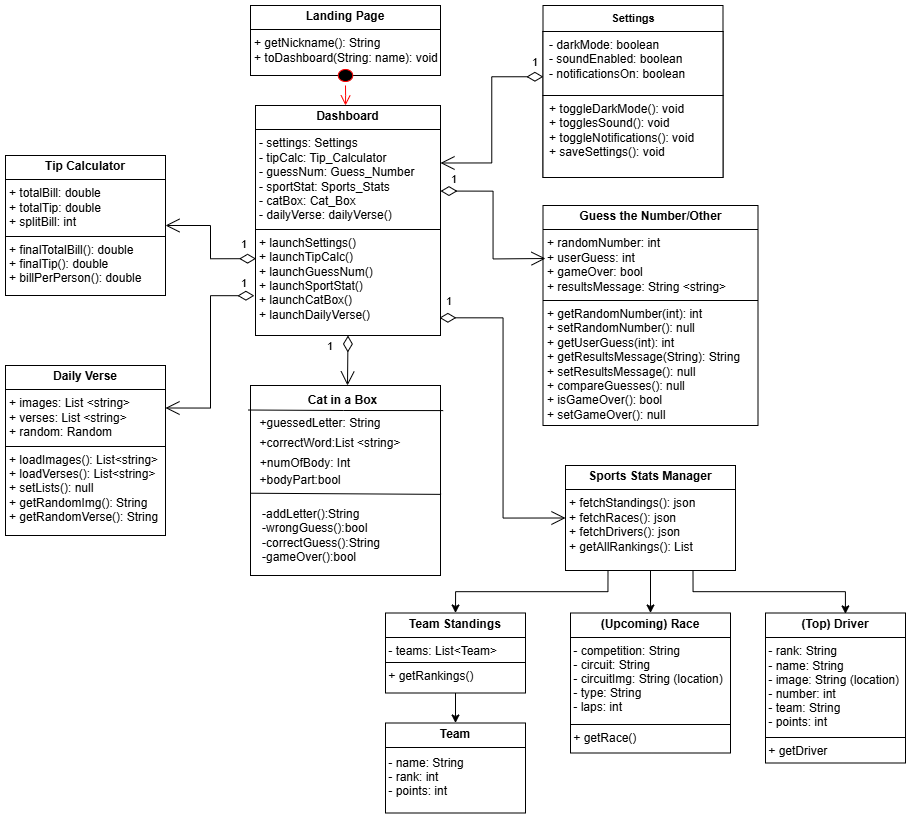 Landing Page
+ getNickname(): String
+ toDashboard(String: name): void
Settings
- darkMode: boolean
- soundEnabled: boolean
- notificationsOn: boolean
+ toggleDarkMode(): void
+ togglesSound(): void
+ toggleNotifications(): void
+ saveSettings(): void
1
Dashboard
- settings: Settings
- tipCalc: Tip_Calculator
- guessNum: Guess_Number
- sportStat: Sports_Stats
- catBox: Cat_Box
- dailyVerse: dailyVerse()
+ launchSettings()
+ launchTipCalc()
+ launchGuessNum()
+ launchSportStat()
+ launchCatBox()
+ launchDailyVerse()
1
1
1
1
1
Tip Calculator
+ totalBill: double
+ totalTip: double
+ splitBill: int
+ finalTotalBill(): double
+ finalTip(): double
+ billPerPerson(): double
Guess the Number/Other
+ randomNumber: int
+ userGuess: int
+ gameOver: bool
+ resultsMessage: String <string>
+ getRandomNumber(int): int
+ setRandomNumber(): null
+ getUserGuess(int): int
+ getResultsMessage(String): String
+ setResultsMessage(): null
+ compareGuesses(): null
+ isGameOver(): bool
+ setGameOver(): null
Daily Verse
+ images: List <string>
+ verses: List <string>
+ random: Random
+ loadImages(): List<string>
+ loadVerses(): List<string>
+ setLists(): null
+ getRandomImg(): String
+ getRandomVerse(): String
Cat in a Box
+guessedLetter: String
+correctWord:List <string>
+numOfBody: Int
+bodyPart:bool
-addLetter():String
-wrongGuess():bool
-correctGuess():String
-gameOver():bool
Sports Stats Manager
+ fetchStandings(): json
+ fetchRaces(): json
+ fetchDrivers(): json
+ getAllRankings(): List
Team Standings
- teams: List<Team>
+ getRankings()
(Upcoming) Race
- competition: String
- circuit: String
- circuitImg: String (location)
- type: String
- laps: int
+ getRace()
(Top) Driver
- rank: String
- name: String
- image: String (location)
- number: int
- team: String
- points: int
+ getDriver
Team
- name: String
- rank: int
- points: int